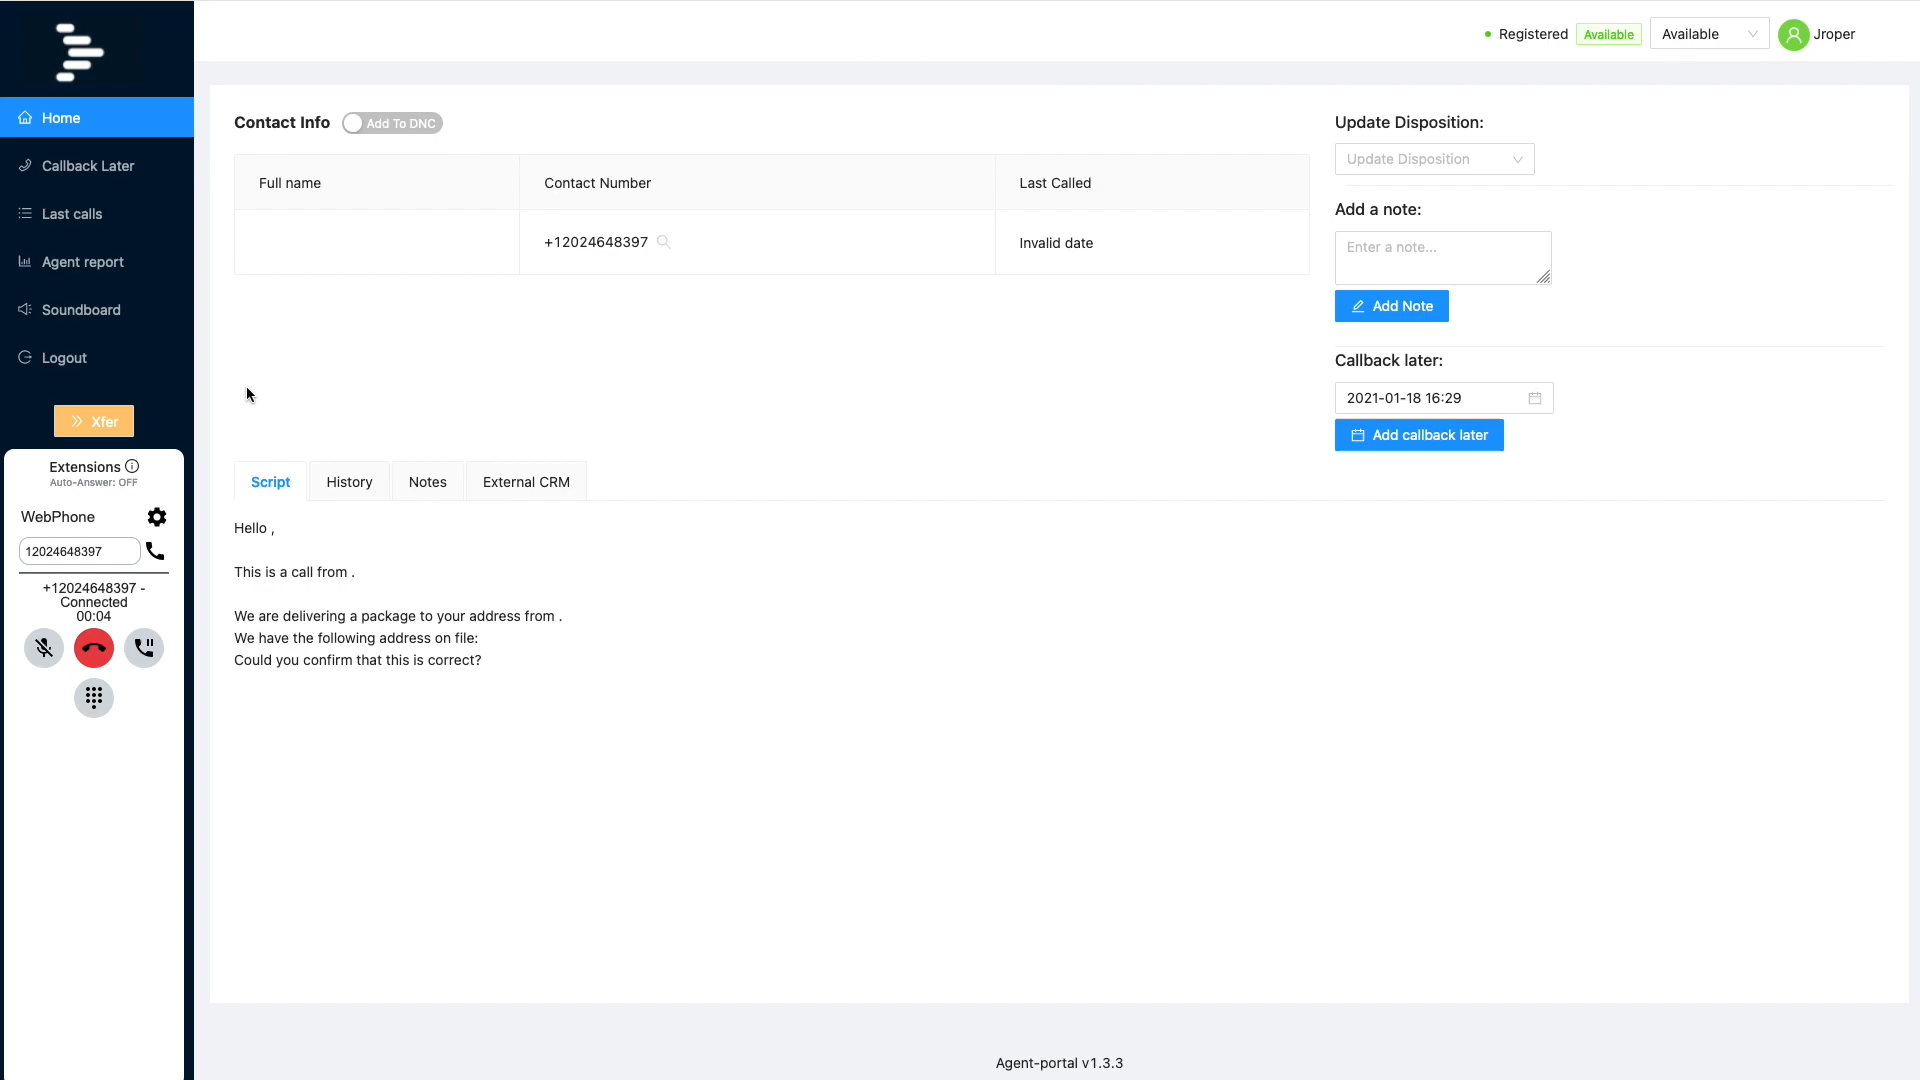 Registered
Available
Available
Jroper
Home
Callback Later
Last calls
Agent report
Soundboard
Logout
Xfer
Extensions
Auto-Answer: OFF
WebPhone
12024648397
+12024648397 -
Connected
00:04
Contact Info
Add To DNC
Full name
Contact Number
Last Called
+12024648397
Invalid date
Update Disposition:
Update Disposition
Add a note:
Enter a note...
Add Note
Callback later:
2021-01-18 16:29
Add callback later
Script
History
Notes
External CRM
Hello ,
This is a call from .
We are delivering a package to your address from .
We have the following address on file:
Could you confirm that this is correct?
Agent-portal v1.3.3